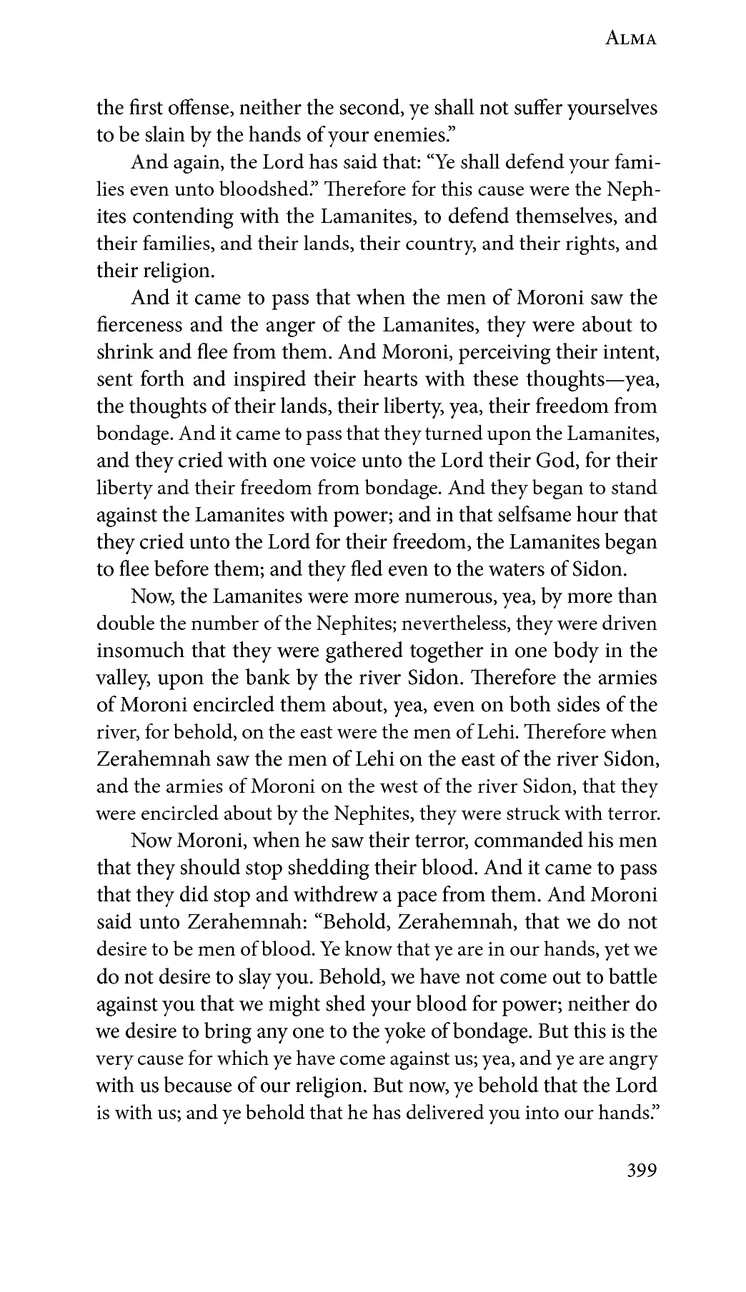 Alma
the first offense, neither the second, ye shall not suffer yourselves
to be slain by the hands of your enemies.”
And again, the Lord has said that: “Ye shall defend your fami-
lies even unto bloodshed.” Therefore for this cause were the Neph-
ites contending with the Lamanites, to defend themselves, and
their families, and their lands, their country, and their rights, and
their religion.
And it came to pass that when the men of Moroni saw the
fierceness and the anger of the Lamanites, they were about to
shrink and flee from them. And Moroni, perceiving their intent,
sent forth and inspired their hearts with these thoughts—yea,
the thoughts of their lands, their liberty, yea, their freedom from
bondage. And it came to pass that they turned upon the Lamanites,
and they cried with one voice unto the Lord their God, for their
liberty and their freedom from bondage. And they began to stand
against the Lamanites with power; and in that selfsame hour that
they cried unto the Lord for their freedom, the Lamanites began
to flee before them; and they fled even to the waters of Sidon.
Now, the Lamanites were more numerous, yea, by more than
double the number of the Nephites; nevertheless, they were driven
insomuch that they were gathered together in one body in the
valley, upon the bank by the river Sidon. Therefore the armies
of Moroni encircled them about, yea, even on both sides of the
river, for behold, on the east were the men of Lehi. Therefore when
Zerahemnah saw the men of Lehi on the east of the river Sidon,
and the armies of Moroni on the west of the river Sidon, that they
were encircled about by the Nephites, they were struck with terror.
Now Moroni, when he saw their terror, commanded his men
that they should stop shedding their blood. And it came to pass
that they did stop and withdrew a pace from them. And Moroni
said unto Zerahemnah: “Behold, Zerahemnah, that we do not
desire to be men of blood. Ye know that ye are in our hands, yet we
do not desire to slay you. Behold, we have not come out to battle
against you that we might shed your blood for power; neither do
we desire to bring any one to the yoke of bondage. But this is the
very cause for which ye have come against us; yea, and ye are angry
with us because of our religion. But now, ye behold that the Lord
is with us; and ye behold that he has delivered you into our hands.”
399